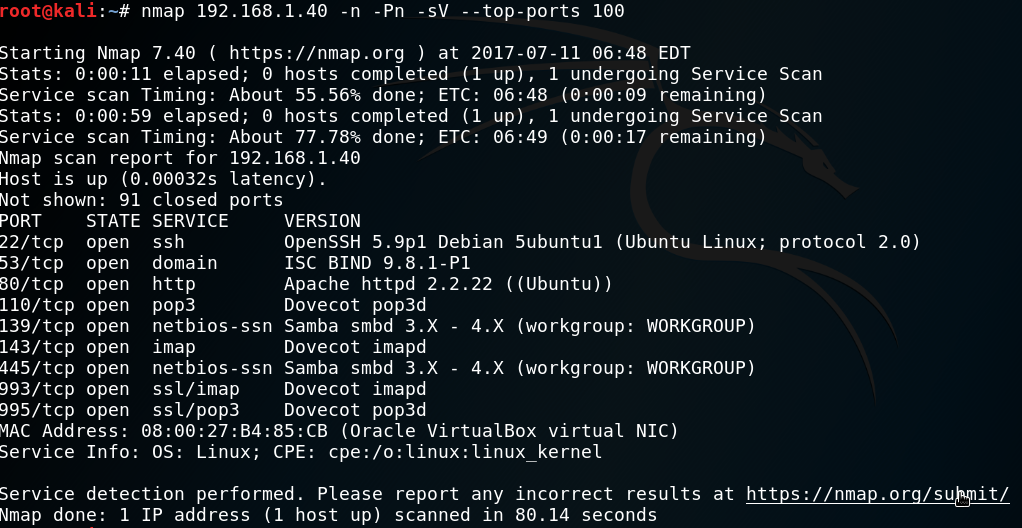 root@kali:~# nmap 192.168.1.40 -n -Pn -sV --top-ports 100

Starting Nmap 7.40 ( https://nmap.org ) at 2017-07-11 06:48 EDT
Stats: 0:00:11 elapsed; 0 hosts completed (1 up), 1 undergoing Service Scan
Service scan Timing: About 55.56% done; ETC: 06:48 (0:00:09 remaining)
Stats: 0:00:59 elapsed; 0 hosts completed (1 up), 1 undergoing Service Scan
Service scan Timing: About 77.78% done; ETC: 06:49 (0:00:17 remaining)
Nmap scan report for 192.168.1.40
Host is up (0.00032s latency).
Not shown: 91 closed ports
PORT    STATE SERVICE     VERSION
22/tcp  open  ssh         OpenSSH 5.9p1 Debian 5ubuntu1 (Ubuntu Linux; protocol 2.0)
53/tcp  open  domain      ISC BIND 9.8.1-P1
80/tcp  open  http        Apache httpd 2.2.22 ((Ubuntu))
110/tcp open  pop3        Dovecot pop3d
139/tcp open  netbios-ssn Samba smbd 3.X - 4.X (workgroup: WORKGROUP)
143/tcp open  imap        Dovecot imapd
445/tcp open  netbios-ssn Samba smbd 3.X - 4.X (workgroup: WORKGROUP)
993/tcp open  ssl/imap    Dovecot imapd
995/tcp open  ssl/pop3    Dovecot pop3d
MAC Address: 08:00:27:B4:85:CB (Oracle VirtualBox virtual NIC)
Service Info: OS: Linux; CPE: cpe:/o:linux:linux_kernel

Service detection performed. Please report any incorrect results at https://nmap.org/submit/
Nmap done: 1 IP address (1 host up) scanned in 80.14 seconds